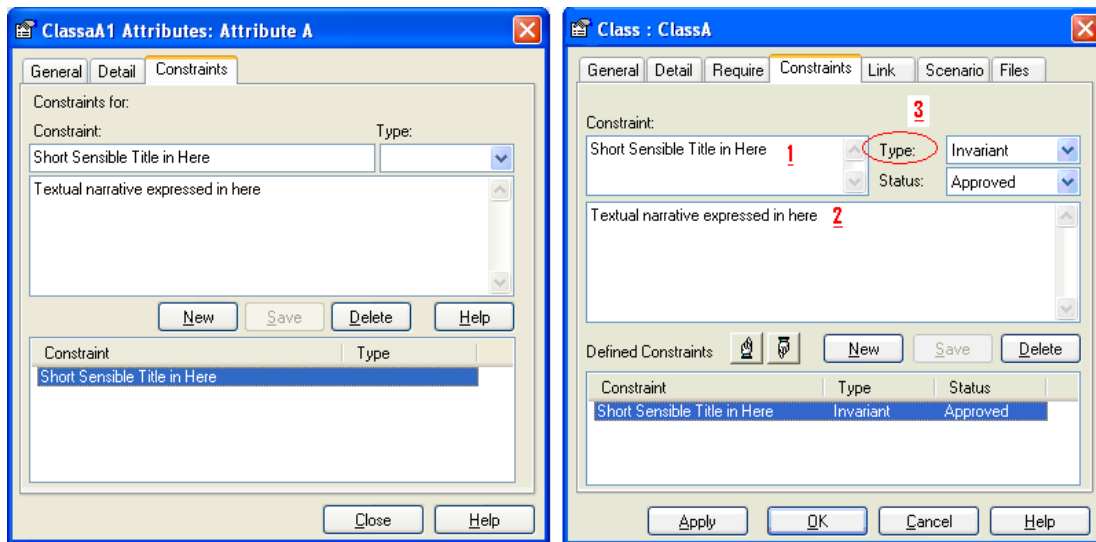 ClassaA1 Attributes: Attribute A
General Detail Constraints
Constraints for:
Constraint: Type:
Short Sensible Title in Here
Textual narrative expressed in here
New Save Delete Help
Constraint Type
Short Sensible Title in Here
Close Help
Class : ClassA
General Detail Require Constraints Link Scenario Files
3
Constraint:
Short Sensible Title in Here 1 Type: Invariant
Status: Approved
Textual narrative expressed in here 2
Defined Constraints New Save Delete
Constraint Type Status
Short Sensible Title in Here Invariant Approved
Apply OK Cancel Help